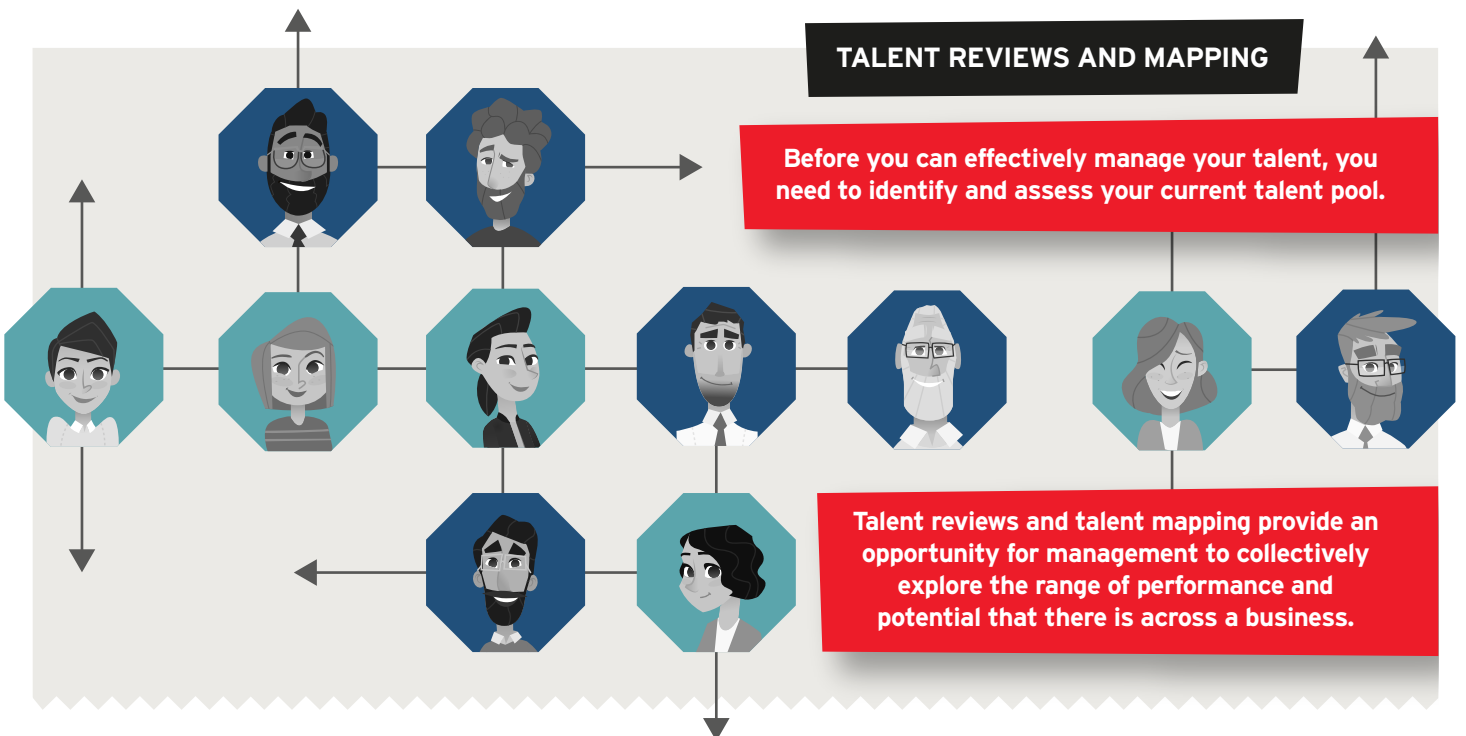 TALENT REVIEWS AND MAPPING
Before you can effectively manage your talent, you
need to identify and assess your current talent pool.
Talent reviews and talent mapping provide an
opportunity for management to collectively
explore the range of performance and
potential that there is across a business.